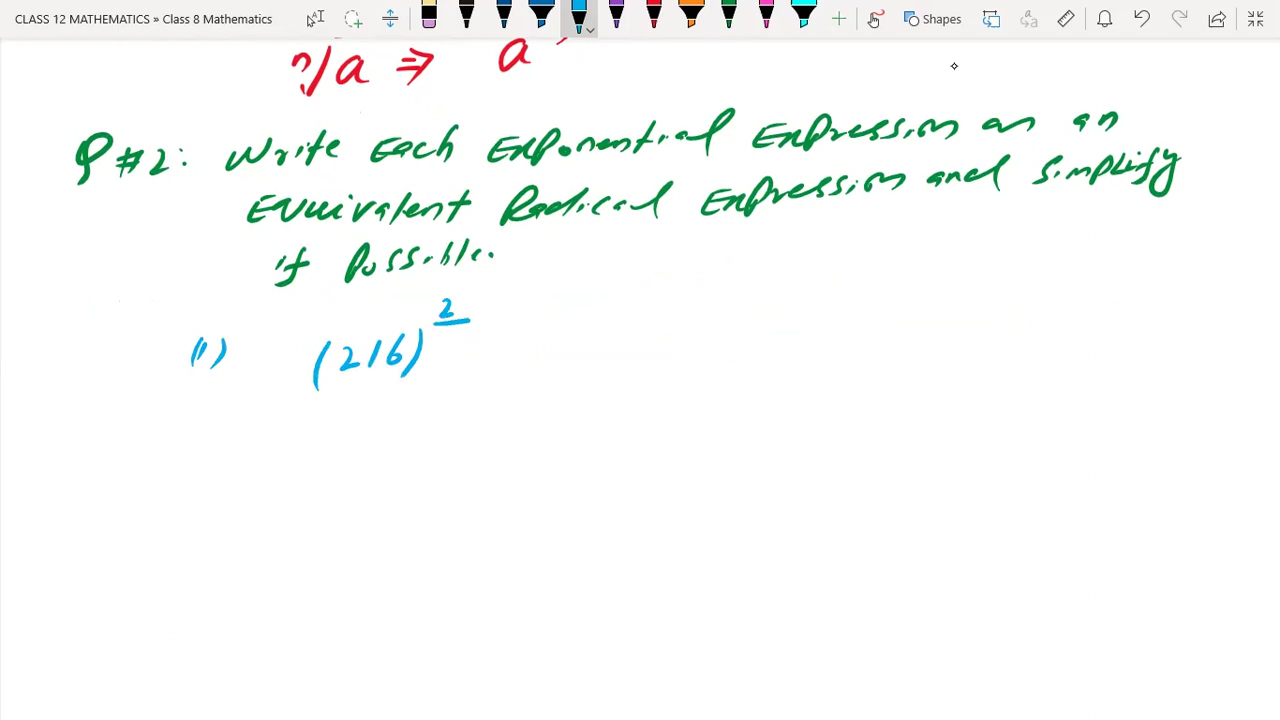 CLASS 12 MATHEMATICS » Class 8 Mathematics Shapes
n√a ⇒ a
Q #2: Write Each Exponential Expression as an
Equivalent Radical Expression and simplify
if Possible.
(i) (216)^2